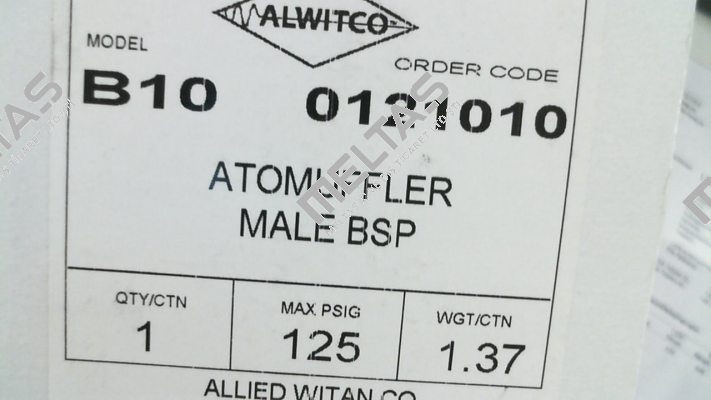 ALWITCO
MODEL
ORDER CODE
B10
0121010
ATOMUFFLER
MALE BSP
QTY/CTN
MAX PSIG
WGT/CTN
1
125
1.37
ALLIED WITAN CO
MELTAS
MELTAS